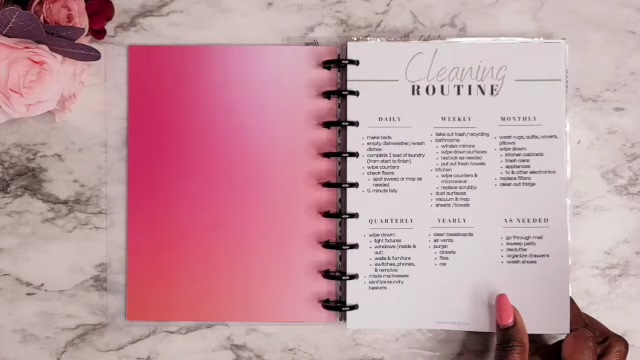 Cleaning
ROUTINE
DAILY
make beds
empty dishwasher/wash
dishes
complete 1 load of laundry
(from start to finish)
wipe counters
check floors
spot sweep or mop as
needed
5 minute tidy
WEEKLY
take out trash/recycling
bathrooms
window mirrors
wipe down surfaces
restock as needed
put out fresh towels
kitchen
wipe counters &
microwave
replace scrubby
dust surfaces
vacuum & mop
sheets/towels
MONTHLY
wash rugs, quilts, covers,
pillows
wipe down:
kitchen cabinets
trash cans
appliances
tv & other electronics
replace filters
clean out fridge
QUARTERLY
wipe down:
light fixtures
windows (inside &
out)
walls & furniture
switches, phones,
& remotes
rotate mattresses
sanitize laundry
baskets
YEARLY
clean baseboards
air vents
purge:
closets
files
car
AS NEEDED
go through mail
sweep patio
declutter
organize drawers
wash shoes